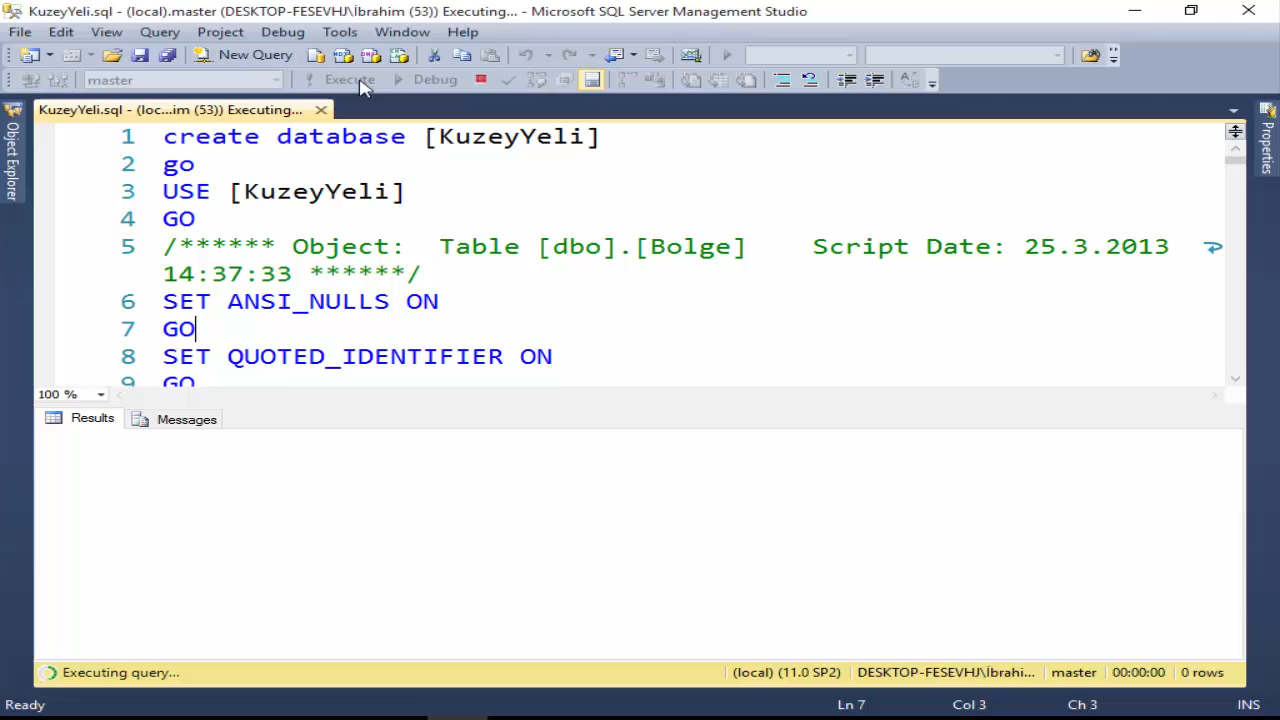 KuzeyYeli.sql - (local).master (DESKTOP-FESEVHJ\İbrahim (53)) Executing... - Microsoft SQL Server Management Studio
File Edit View Query Project Debug Tools Window Help
New Query
master Execute Debug
KuzeyYeli.sql - (loc...im (53)) Executing...
Object Explorer
Properties
1 create database [KuzeyYeli]
2 go
3 USE [KuzeyYeli]
4 GO
5 /****** Object: Table [dbo].[Bolge] Script Date: 25.3.2013
14:37:33 ******/
6 SET ANSI_NULLS ON
7 GO
8 SET QUOTED_IDENTIFIER ON
9 GO
100 %
Results Messages
Executing query... (local) (11.0 SP2) DESKTOP-FESEVHJ\İbrahi... master 00:00:00 0 rows
Ready Ln 7 Col 3 Ch 3 INS